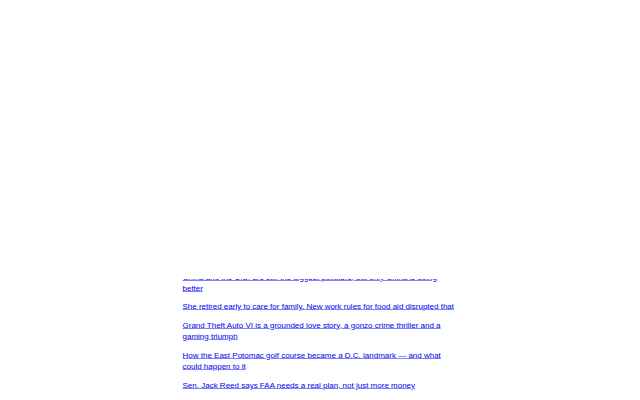 better
She retired early to care for family. New work rules for food aid disrupted that
Grand Theft Auto VI is a grounded love story, a gonzo crime thriller and a
gaming triumph
How the East Potomac golf course became a D.C. landmark — and what
could happen to it
Sen. Jack Reed says FAA needs a real plan, not just more money